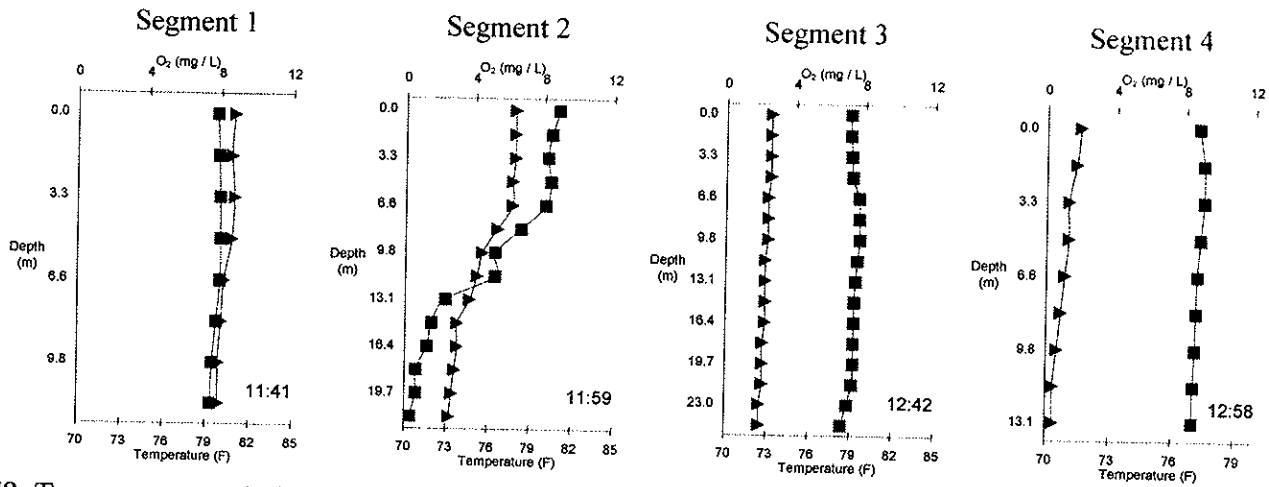 Segment 1
O₂ (mg / L)
0 4 8 12
0.0
3.3
6.6
9.8
Depth
(m)
11:41
70 73 76 79 82 85
Temperature (F)
Segment 2
O₂ (mg / L)
0 4 8 12
0.0
3.3
6.6
9.8
13.1
16.4
19.7
Depth
(m)
11:59
70 73 76 79 82 85
Temperature (F)
Segment 3
O₂ (mg / L)
0 4 8 12
0.0
3.3
6.6
9.8
13.1
16.4
19.7
23.0
Depth
(m)
12:42
70 73 76 79 82 85
Temperature (F)
Segment 4
O₂ (mg / L)
0 4 8 12
0.0
3.3
6.6
9.8
13.1
Depth
(m)
12:58
70 73 76 79
Temperature (F)